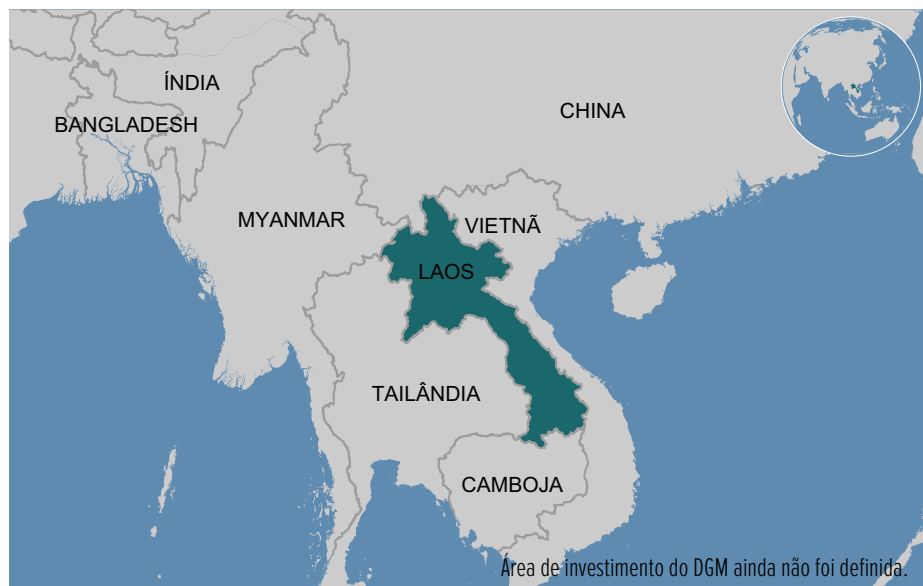 ÍNDIA
BANGLADESH
CHINA
MYANMAR
VIETNÃ
LAOS
TAILÂNDIA
CAMBOJA
Área de investimento do DGM ainda não foi definida.